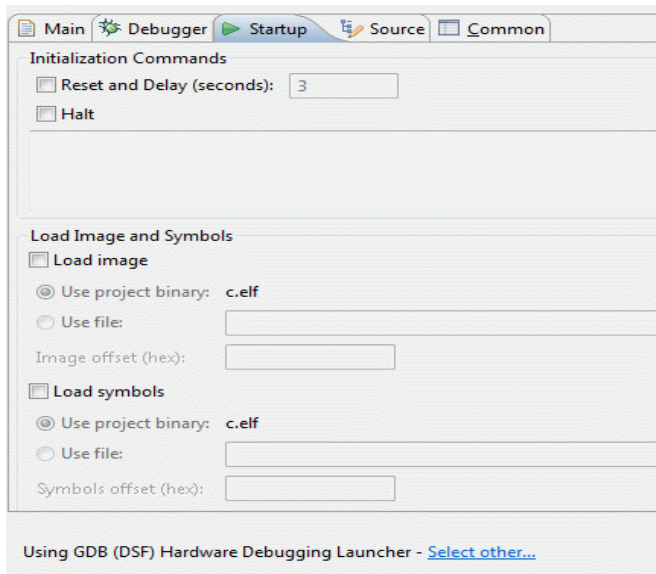 Main Debugger Startup Source Common
Initialization Commands
Reset and Delay (seconds): 3
Halt
Load Image and Symbols
Load image
Use project binary: c.elf
Use file:
Image offset (hex):
Load symbols
Use project binary: c.elf
Use file:
Symbols offset (hex):
Using GDB (DSF) Hardware Debugging Launcher - Select other...